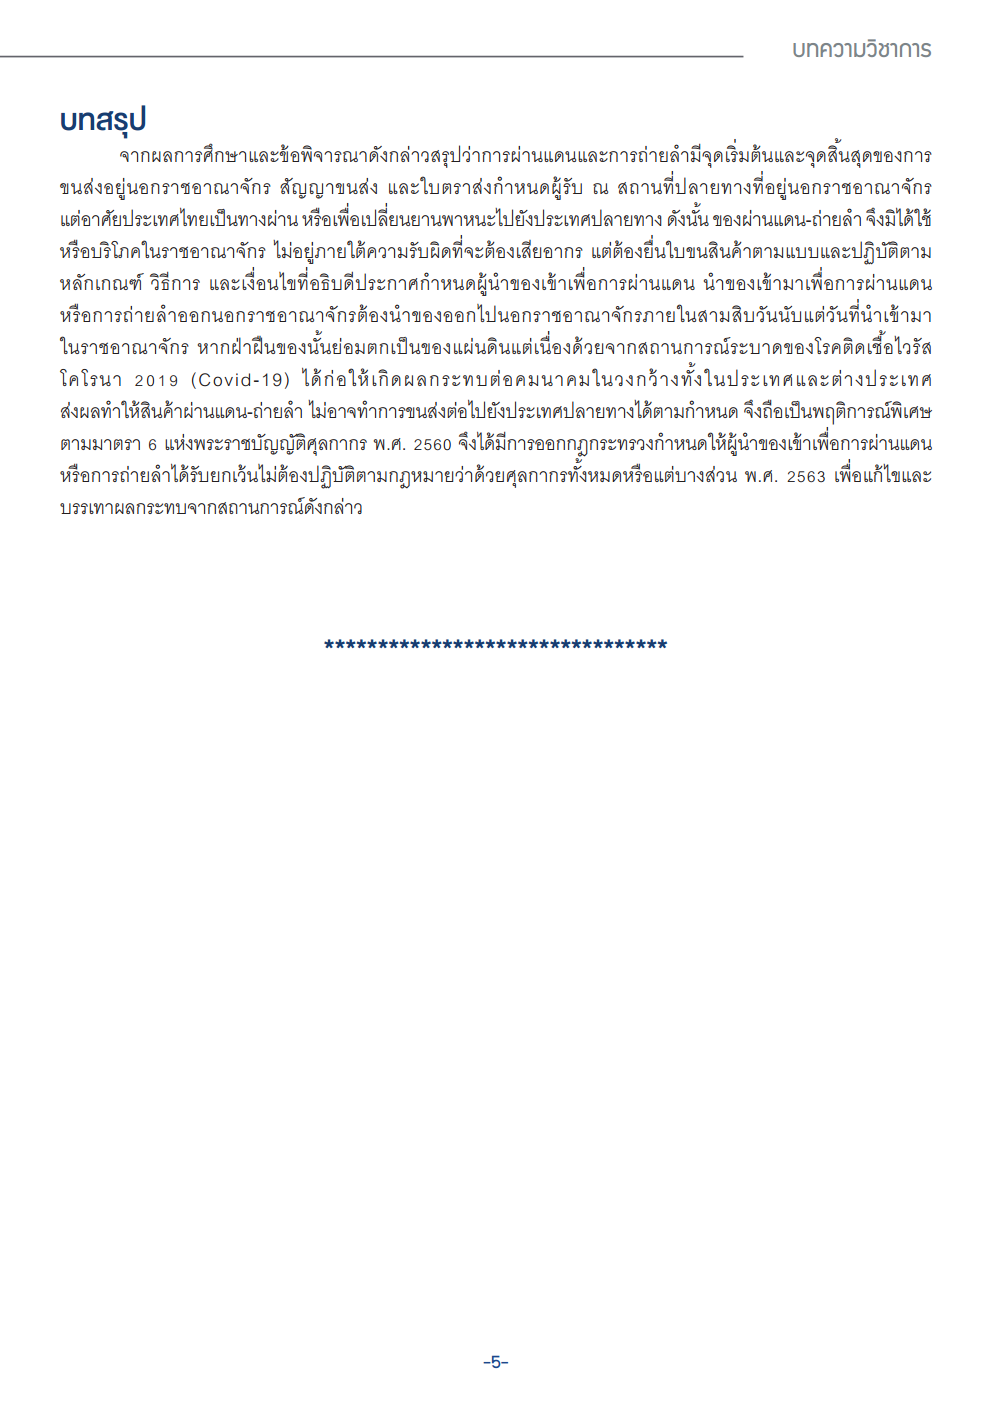 บทความวิชาการ
บทสรุป
จากผลการศึกษาและข้อพิจารณาดังกล่าวสรุปว่าการผ่านแดนและการถ่ายลำมีจุดเริ่มต้นและจุดสิ้นสุดของการ
ขนส่งอยู่นอกราชอาณาจักร สัญญาขนส่ง และใบตราส่งกำหนดผู้รับ ณ สถานที่ปลายทางที่อยู่นอกราชอาณาจักร
แต่อาศัยประเทศไทยเป็นทางผ่าน หรือเพื่อเปลี่ยนยานพาหนะไปยังประเทศปลายทาง ดังนั้น ของผ่านแดน-ถ่ายลำ จึงมิได้ใช้
หรือบริโภคในราชอาณาจักร ไม่อยู่ภายใต้ความรับผิดที่จะต้องเสียอากร แต่ต้องยื่นใบขนสินค้าตามแบบและปฏิบัติตาม
หลักเกณฑ์ วิธีการ และเงื่อนไขที่อธิบดีประกาศกำหนดผู้นำของเข้าเพื่อการผ่านแดน นำของเข้ามาเพื่อการผ่านแดน
หรือการถ่ายลำออกนอกราชอาณาจักรต้องนำของออกไปนอกราชอาณาจักรภายในสามสิบวันนับแต่วันที่นำเข้ามา
ในราชอาณาจักร หากฝ่าฝืนของนั้นย่อมตกเป็นของแผ่นดินแต่เนื่องด้วยจากสถานการณ์ระบาดของโรคติดเชื้อไวรัส
โคโรนา 2019 (Covid-19) ได้ก่อให้เกิดผลกระทบต่อคมนาคมในวงกว้างทั้งในประเทศและต่างประเทศ
ส่งผลทำให้สินค้าผ่านแดน-ถ่ายลำ ไม่อาจทำการขนส่งต่อไปยังประเทศปลายทางได้ตามกำหนด จึงถือเป็นพฤติการณ์พิเศษ
ตามมาตรา 6 แห่งพระราชบัญญัติศุลกากร พ.ศ. 2560 จึงได้มีการออกกฎกระทรวงกำหนดให้ผู้นำของเข้าเพื่อการผ่านแดน
หรือการถ่ายลำได้รับยกเว้นไม่ต้องปฏิบัติตามกฎหมายว่าด้วยศุลกากรทั้งหมดหรือแต่บางส่วน พ.ศ. 2563 เพื่อแก้ไขและ
บรรเทาผลกระทบจากสถานการณ์ดังกล่าว
********************************
-5-